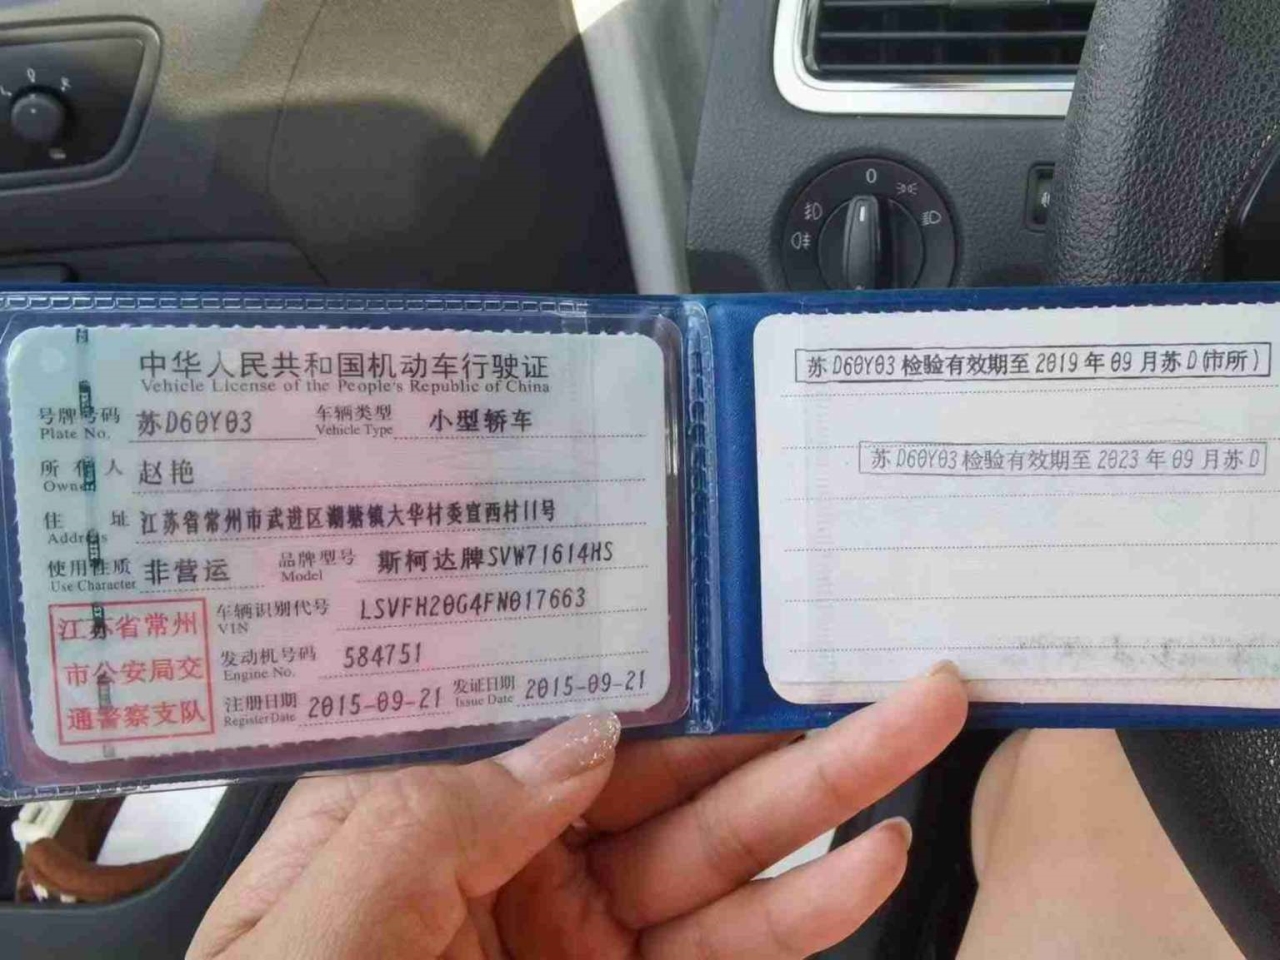 中华人民共和国机动车行驶证
Vehicle License of the People's Republic of China
号牌号码 苏D60Y03 车辆类型 小型轿车
Plate No. Vehicle Type
所有人 赵艳
Owner
住址 江苏省常州市武进区湖塘镇大华村委宣西村11号
Address
使用性质 非营运 品牌型号 斯柯达牌SVW71614HS
Use Character Model
车辆识别代号 LSVFH20G4FN017663
VIN
发动机号码 584751
Engine No.
注册日期 2015-09-21 发证日期 2015-09-21
Register Date Issue Date
江苏省常州
市公安局交
通警察支队
苏D60Y03检验有效期至2019年09月苏D(市所)
苏D60Y03检验有效期至2023年09月苏D
0